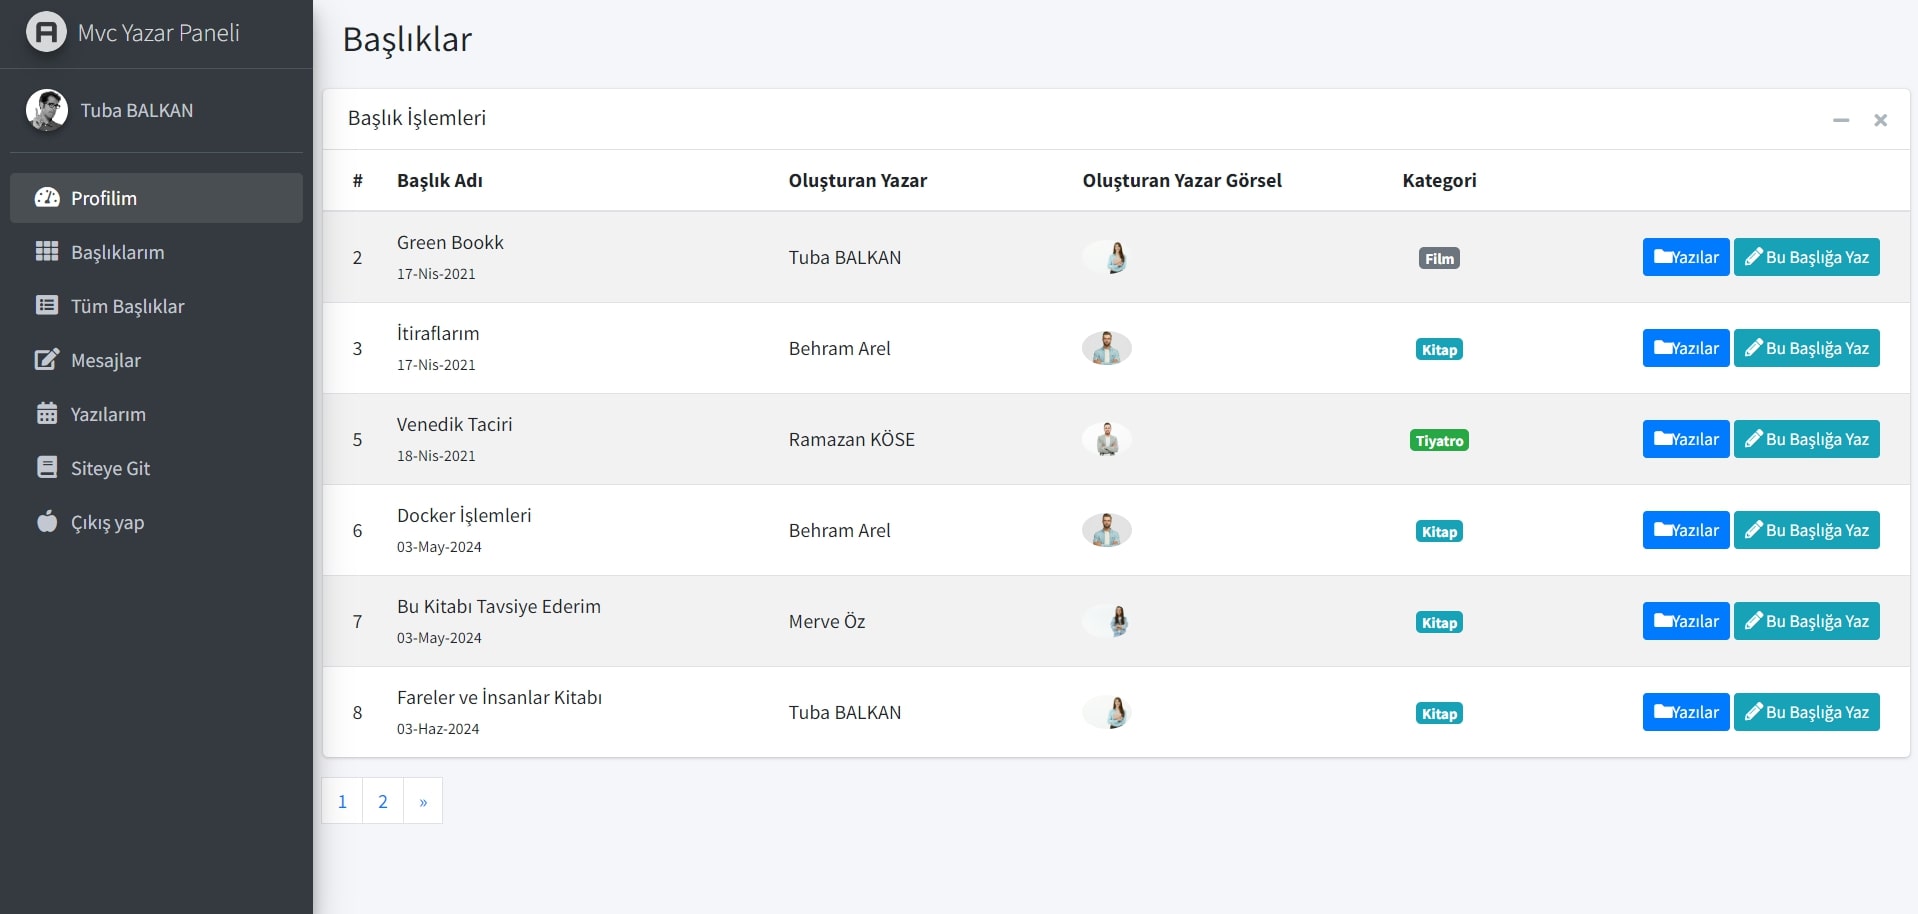 Mvc Yazar Paneli
Tuba BALKAN
Profilim
Başlıklarım
Tüm Başlıklar
Mesajlar
Yazılarım
Siteye Git
Çıkış yap
Başlıklar
Başlık İşlemleri
# Başlık Adı Oluşturan Yazar Oluşturan Yazar Görsel Kategori
2 Green Bookk Tuba BALKAN Film Yazılar Bu Başlığa Yaz
17-Nis-2021
3 İtiraflarım Behram Arel Kitap Yazılar Bu Başlığa Yaz
17-Nis-2021
5 Venedik Taciri Ramazan KÖSE Tiyatro Yazılar Bu Başlığa Yaz
18-Nis-2021
6 Docker İşlemleri Behram Arel Kitap Yazılar Bu Başlığa Yaz
03-May-2024
7 Bu Kitabı Tavsiye Ederim Merve Öz Kitap Yazılar Bu Başlığa Yaz
03-May-2024
8 Fareler ve İnsanlar Kitabı Tuba BALKAN Kitap Yazılar Bu Başlığa Yaz
03-Haz-2024
1 2 »